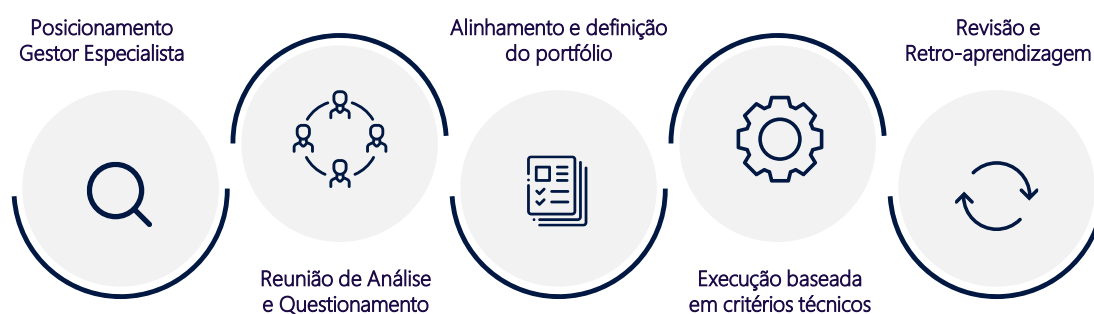 Posicionamento
Gestor Especialista
Reunião de Análise
e Questionamento
Alinhamento e definição
do portfólio
Execução baseada
em critérios técnicos
Revisão e
Retro-aprendizagem